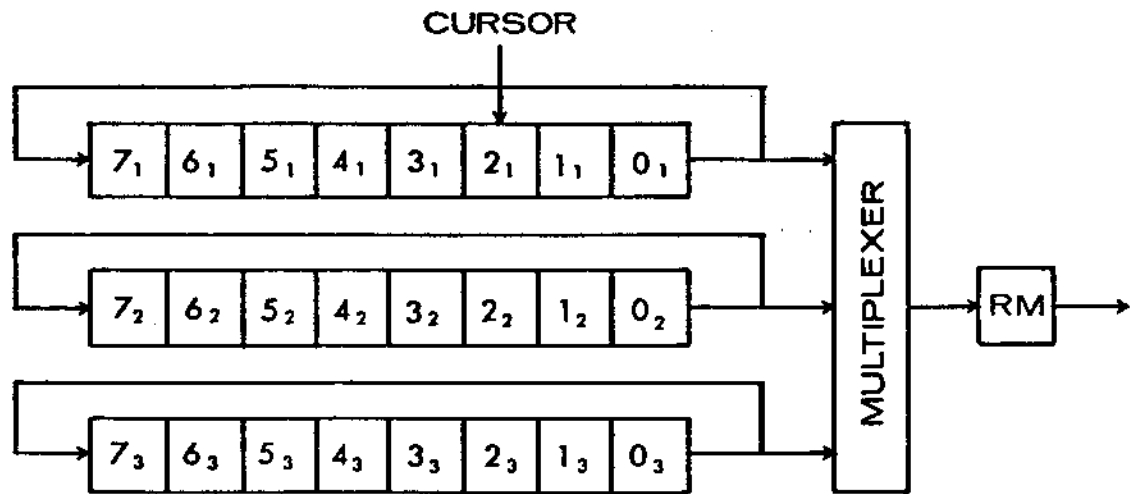 CURSOR
7₁ 6₁ 5₁ 4₁ 3₁ 2₁ 1₁ 0₁
7₂ 6₂ 5₂ 4₂ 3₂ 2₂ 1₂ 0₂
7₃ 6₃ 5₃ 4₃ 3₃ 2₃ 1₃ 0₃
MULTIPLEXER
RM